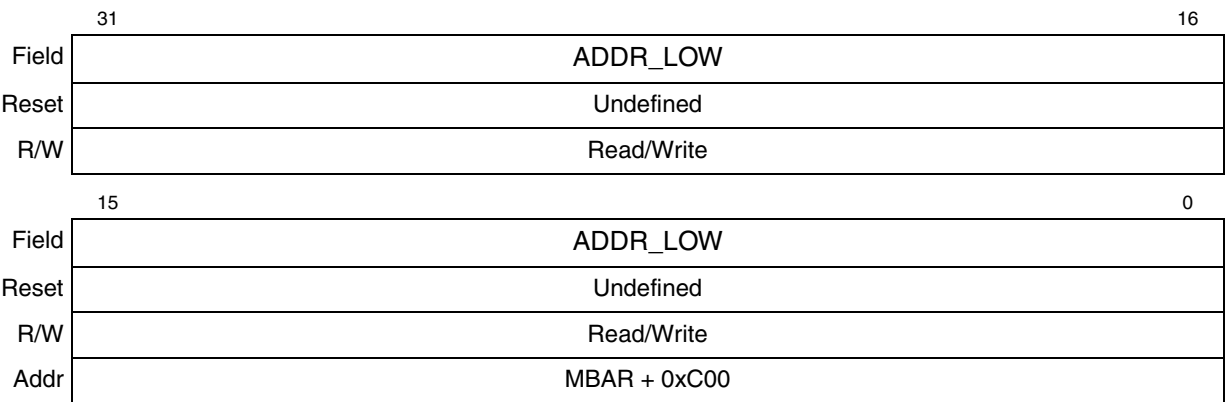 31 16
Field ADDR_LOW
Reset Undefined
R/W Read/Write
15 0
Field ADDR_LOW
Reset Undefined
R/W Read/Write
Addr MBAR + 0xC00